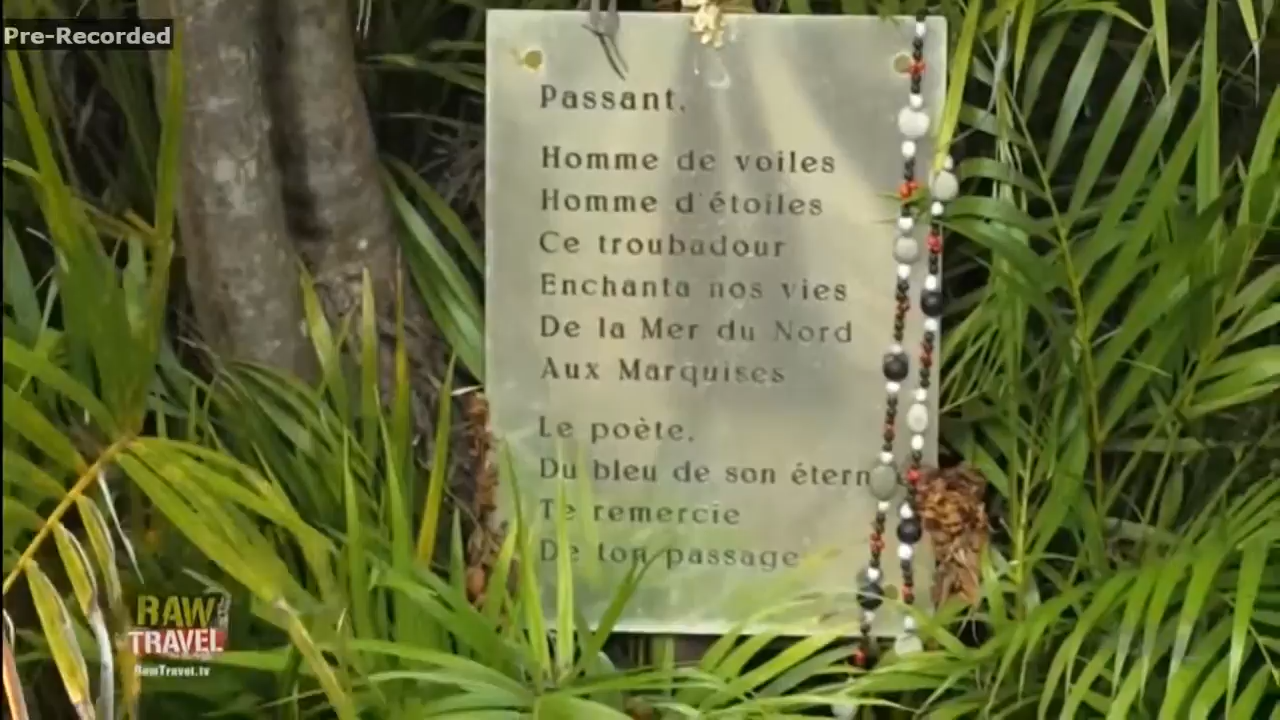 Pre-Recorded
Passant,
Homme de voiles
Homme d'étoiles
Ce troubadour
Enchanta nos vies
De la Mer du Nord
Aux Marquises
Le poète,
Du bleu de son
Te remercie
De ton passage
RAW
TRAVEL
RawTravel.tv